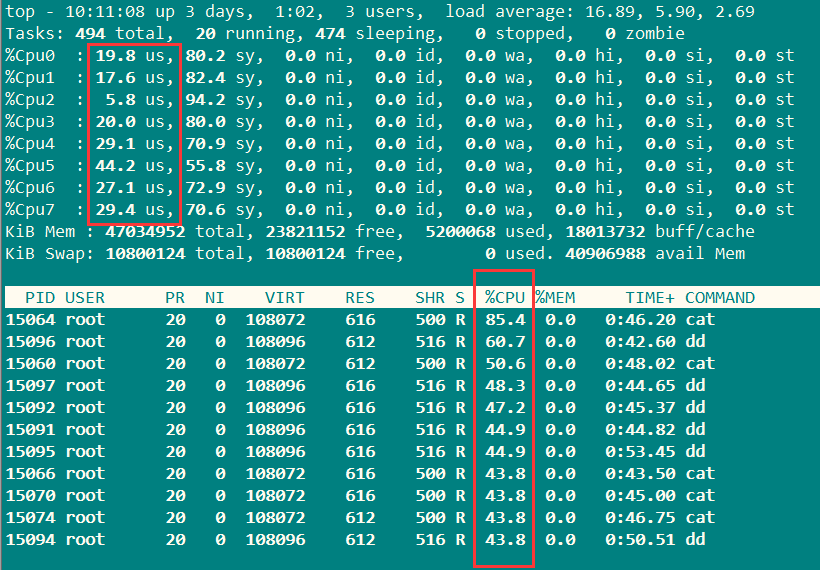 top - 10:11:08 up 3 days,  1:02,  3 users,  load average: 16.89, 5.90, 2.69
Tasks: 494 total,  20 running, 474 sleeping,   0 stopped,   0 zombie
%Cpu0  : 19.8 us, 80.2 sy,  0.0 ni,  0.0 id,  0.0 wa,  0.0 hi,  0.0 si,  0.0 st
%Cpu1  : 17.6 us, 82.4 sy,  0.0 ni,  0.0 id,  0.0 wa,  0.0 hi,  0.0 si,  0.0 st
%Cpu2  :  5.8 us, 94.2 sy,  0.0 ni,  0.0 id,  0.0 wa,  0.0 hi,  0.0 si,  0.0 st
%Cpu3  : 20.0 us, 80.0 sy,  0.0 ni,  0.0 id,  0.0 wa,  0.0 hi,  0.0 si,  0.0 st
%Cpu4  : 29.1 us, 70.9 sy,  0.0 ni,  0.0 id,  0.0 wa,  0.0 hi,  0.0 si,  0.0 st
%Cpu5  : 44.2 us, 55.8 sy,  0.0 ni,  0.0 id,  0.0 wa,  0.0 hi,  0.0 si,  0.0 st
%Cpu6  : 27.1 us, 72.9 sy,  0.0 ni,  0.0 id,  0.0 wa,  0.0 hi,  0.0 si,  0.0 st
%Cpu7  : 29.4 us, 70.6 sy,  0.0 ni,  0.0 id,  0.0 wa,  0.0 hi,  0.0 si,  0.0 st
KiB Mem : 47034952 total, 23821152 free,  5200068 used, 18013732 buff/cache
KiB Swap: 10800124 total, 10800124 free,        0 used. 40906988 avail Mem
  PID USER      PR  NI    VIRT    RES    SHR S  %CPU %MEM     TIME+ COMMAND
15064 root      20   0  108072    616    500 R  85.4  0.0   0:46.20 cat
15096 root      20   0  108096    612    516 R  60.7  0.0   0:42.60 dd
15060 root      20   0  108072    616    500 R  50.6  0.0   0:48.02 cat
15097 root      20   0  108096    616    516 R  48.3  0.0   0:44.65 dd
15092 root      20   0  108096    616    516 R  47.2  0.0   0:45.37 dd
15091 root      20   0  108096    616    516 R  44.9  0.0   0:44.82 dd
15095 root      20   0  108096    616    516 R  44.9  0.0   0:53.45 dd
15066 root      20   0  108072    616    500 R  43.8  0.0   0:43.50 cat
15070 root      20   0  108072    616    500 R  43.8  0.0   0:45.00 cat
15074 root      20   0  108072    612    500 R  43.8  0.0   0:46.75 cat
15094 root      20   0  108096    612    516 R  43.8  0.0   0:50.51 dd